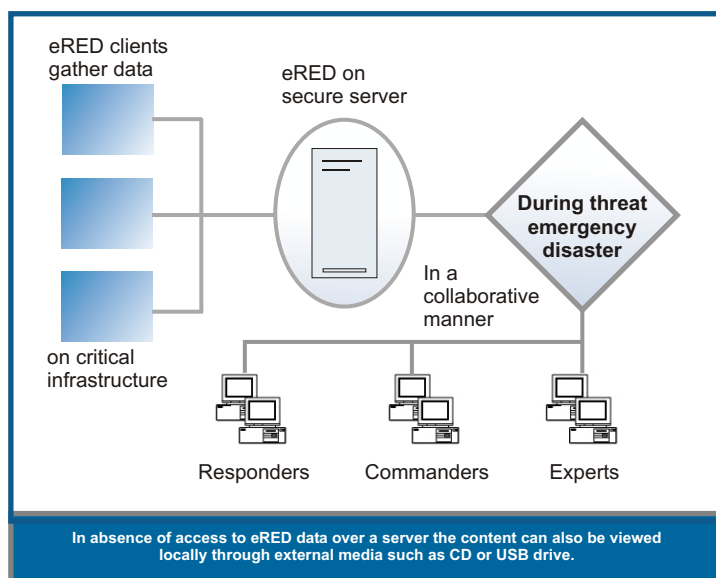 eRED clients
gather data
eRED on
secure server
During threat
emergency
disaster
In a
collaborative
manner
on critical
infrastructure
Responders
Commanders
Experts
In absence of access to eRED data over a server the content can also be viewed
locally through external media such as CD or USB drive.